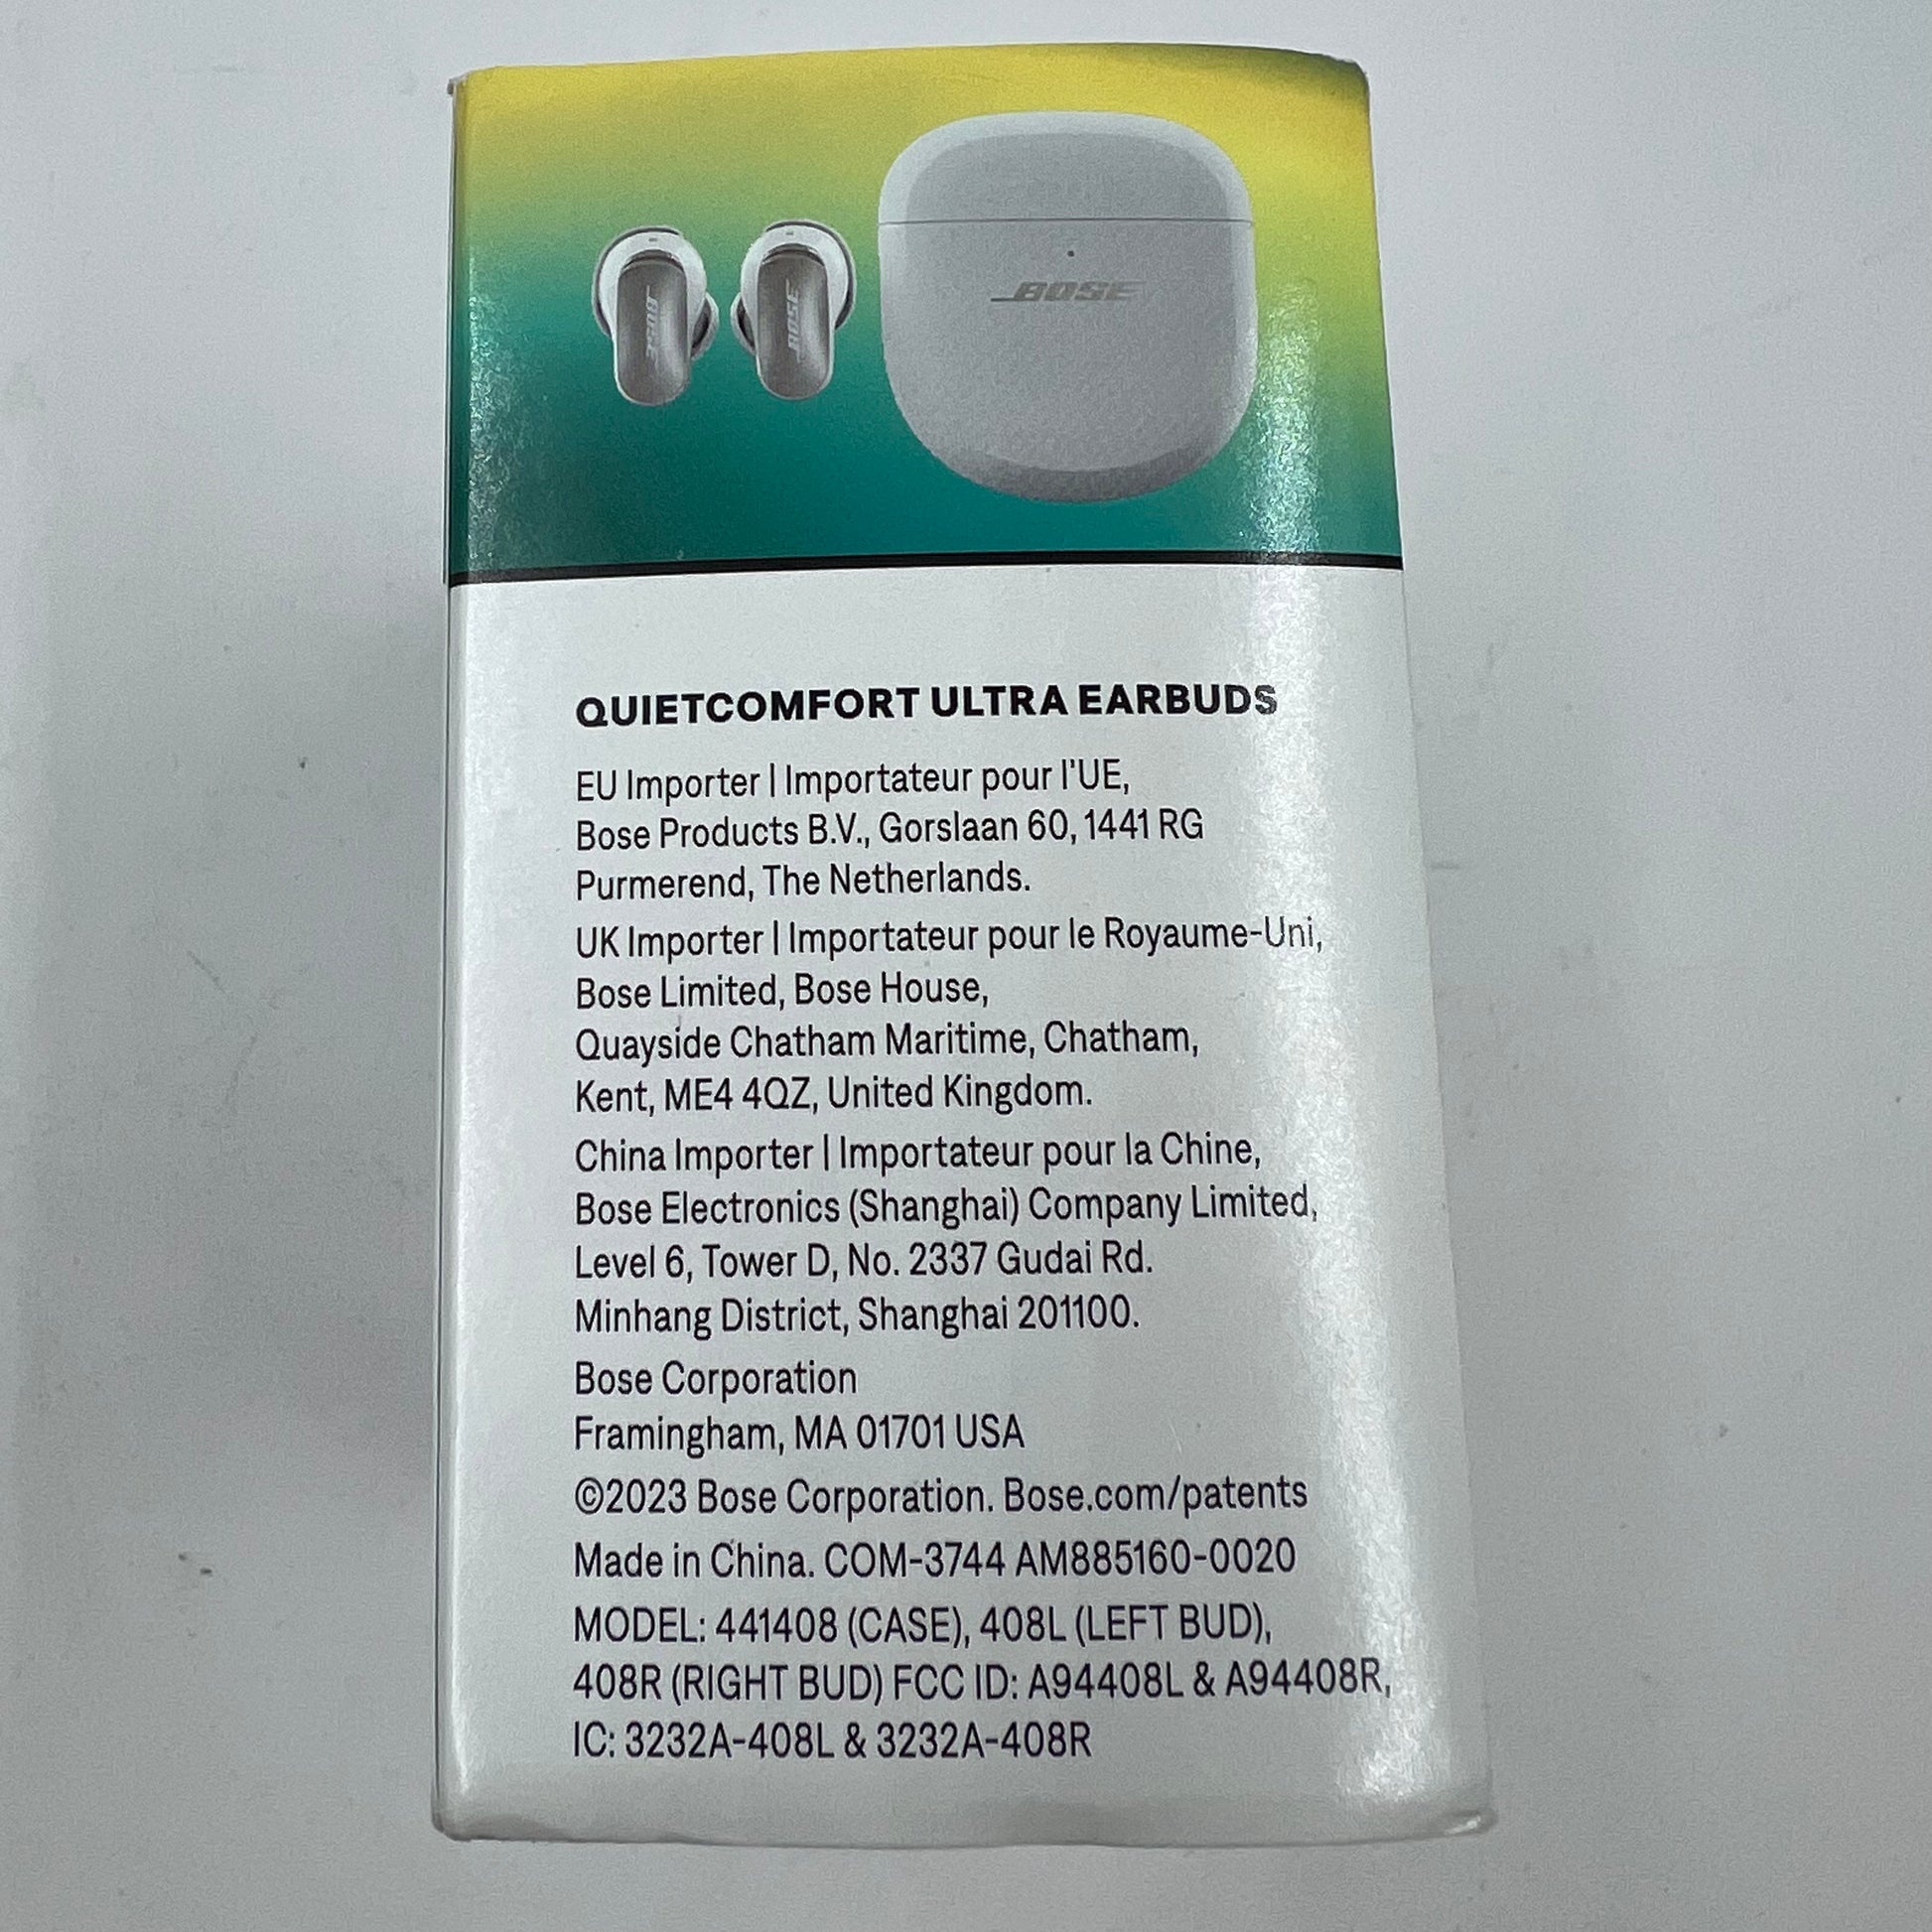 BOSE
BOSE
BOSE
QUIETCOMFORT ULTRA EARBUDS
EU Importer | Importateur pour l'UE,
Bose Products B.V., Gorslaan 60, 1441 RG
Purmerend, The Netherlands.
UK Importer | Importateur pour le Royaume-Uni,
Bose Limited, Bose House,
Quayside Chatham Maritime, Chatham,
Kent, ME4 4QZ, United Kingdom.
China Importer | Importateur pour la Chine,
Bose Electronics (Shanghai) Company Limited,
Level 6, Tower D, No. 2337 Gudai Rd.
Minhang District, Shanghai 201100.
Bose Corporation
Framingham, MA 01701 USA
©2023 Bose Corporation. Bose.com/patents
Made in China. COM-3744 AM885160-0020
MODEL: 441408 (CASE), 408L (LEFT BUD),
408R (RIGHT BUD) FCC ID: A94408L & A94408R,
IC: 3232A-408L & 3232A-408R